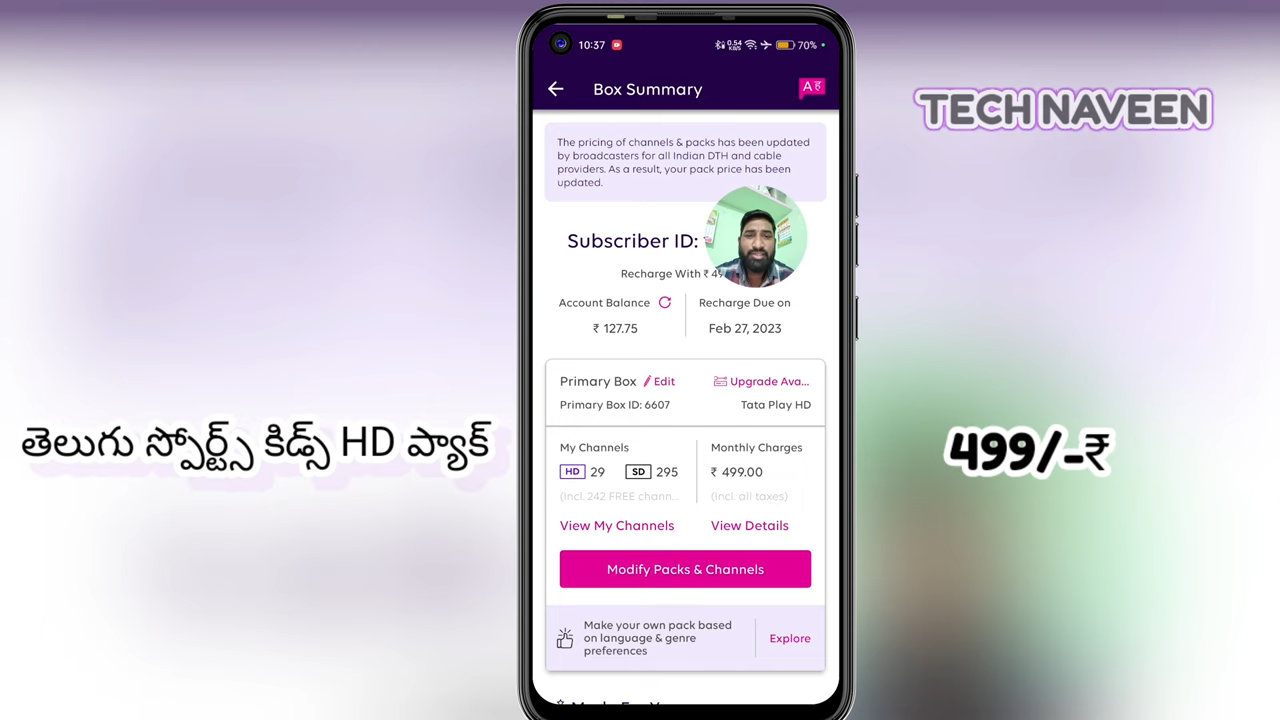 10:37
0.54
KB/S
70%
Box Summary
TECH NAVEEN
The pricing of channels & packs has been updated
by broadcasters for all Indian DTH and cable
providers. As a result, your pack price has been
updated.
Subscriber ID:
Recharge With ₹ 49
Account Balance
Recharge Due on
₹ 127.75
Feb 27, 2023
Primary Box
Edit
Upgrade Ava...
Primary Box ID: 6607
Tata Play HD
తెలుగు స్పోర్ట్స్ కిడ్స్ HD ప్యాక్
499/-₹
My Channels
Monthly Charges
HD 29 SD 295
₹ 499.00
(Incl. 242 FREE chann...
(Incl. all taxes)
View My Channels
View Details
Modify Packs & Channels
Make your own pack based
on language & genre
preferences
Explore